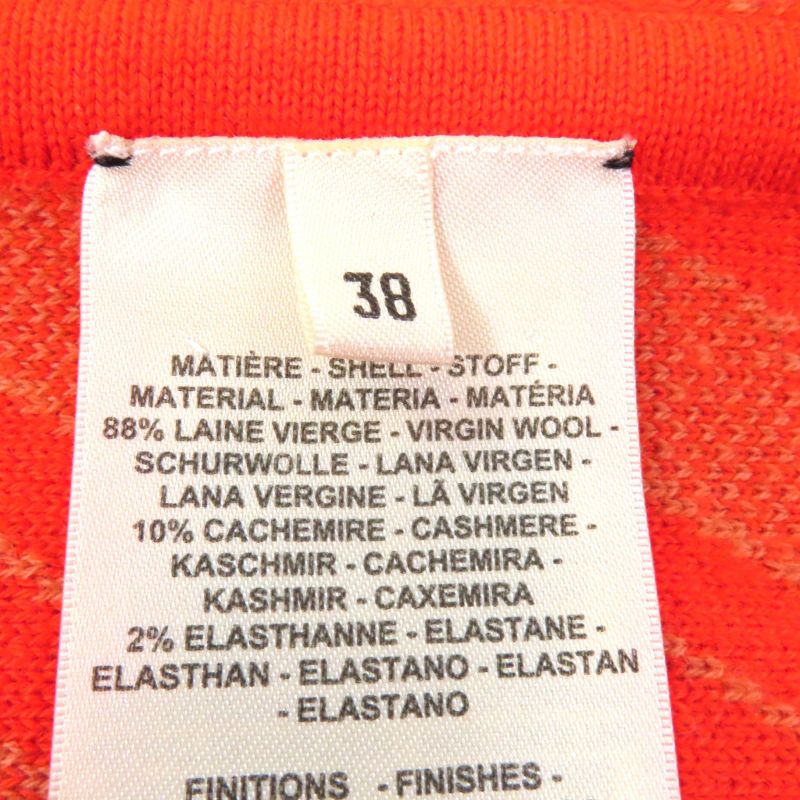 38
MATIÈRE - SHELL - STOFF -
MATERIAL - MATERIA - MATÉRIA
88% LAINE VIERGE - VIRGIN WOOL -
SCHURWOLLE - LANA VIRGEN -
LANA VERGINE - LÃ VIRGEN
10% CACHEMIRE - CASHMERE -
KASCHMIR - CACHEMIRA -
KASHMIR - CAXEMIRA
2% ELASTHANNE - ELASTANE -
ELASTHAN - ELASTANO - ELASTAN
- ELASTANO
FINITIONS - FINISHES -